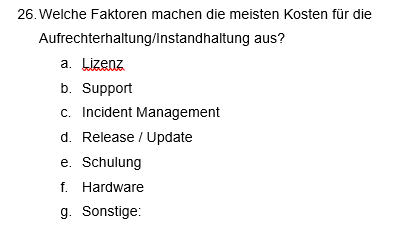 26. Welche Faktoren machen die meisten Kosten für die
Aufrechterhaltung/Instandhaltung aus?
a. Lizenz
b. Support
c. Incident Management
d. Release / Update
e. Schulung
f. Hardware
g. Sonstige: